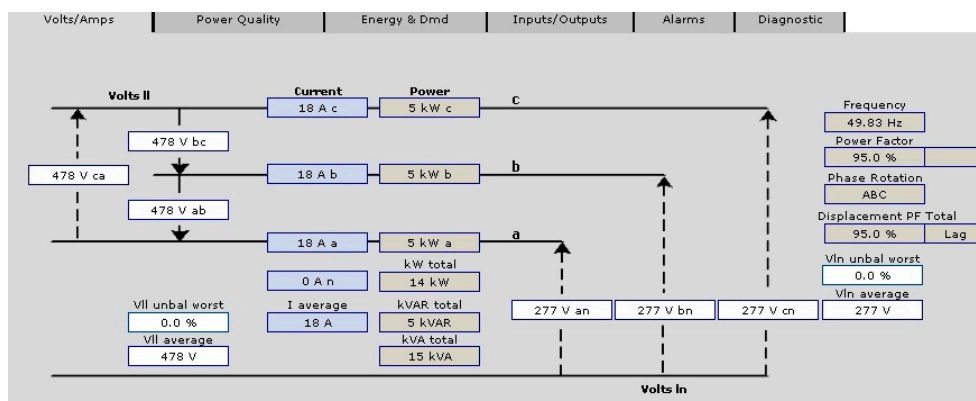 Volts/Amps Power Quality Energy & Dmd Inputs/Outputs Alarms Diagnostic
Volts ll Current Power
18 A c 5 kW c c
Frequency
49.83 Hz
478 V bc
Power Factor
95.0 %
478 V ca 18 A b 5 kW b b
Phase Rotation
ABC
478 V ab
Displacement PF Total
95.0 % Lag
18 A a 5 kW a a
kW total
0 A n 14 kW
Vln unbal worst
0.0 %
Vll unbal worst I average kVAR total
0.0 % 18 A 5 kVAR
Vln average
277 V an 277 V bn 277 V cn 277 V
Vll average kVA total
478 V 15 kVA
Volts ln